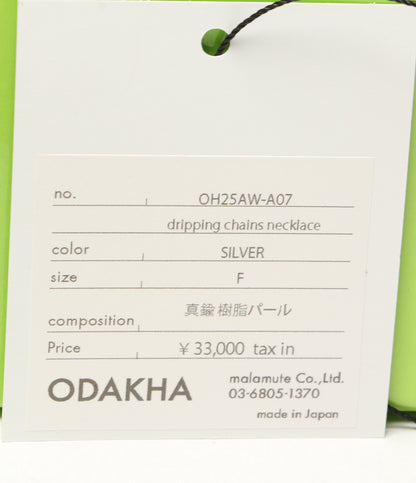 no. OH25AW-A07
dripping chains necklace
color SILVER
size F
composition 真鍮 樹脂パール
Price ¥ 33,000 tax in
ODAKHA malamute Co.,Ltd.
03-6805-1370
made in Japan